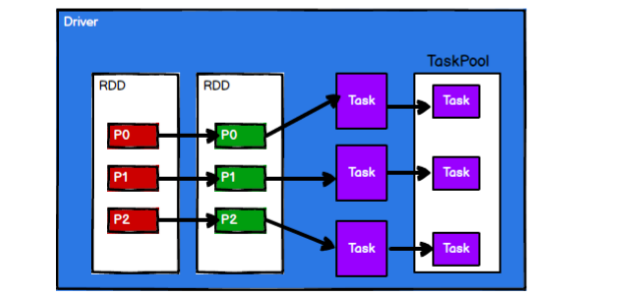 Driver
TaskPool
RDD
RDD
Task
Task
P0
P0
P1
P1
Task
Task
P2
P2
Task
Task